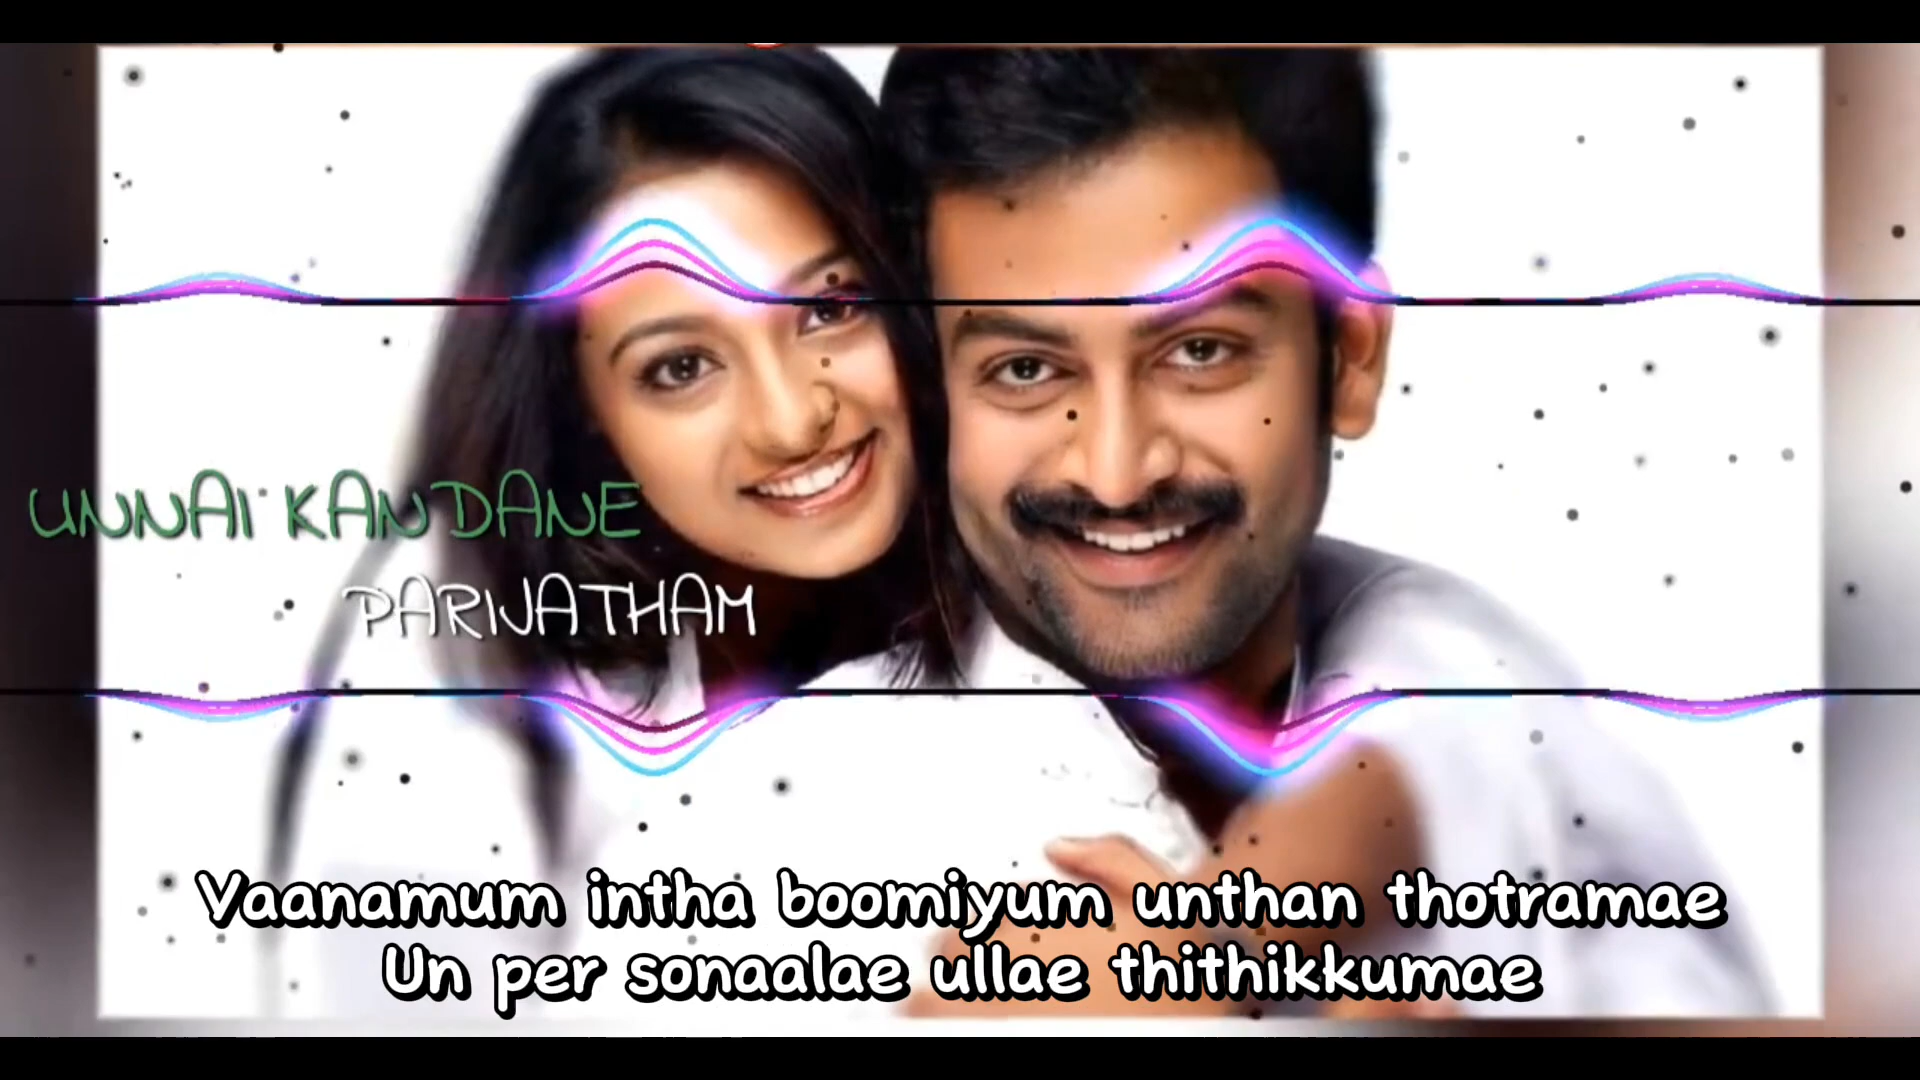 UNNAI KANDANE
PARIJATHAM
Vaanamum intha boomiyum unthan thotramae
Un per sonaalae ullae thithikkumae